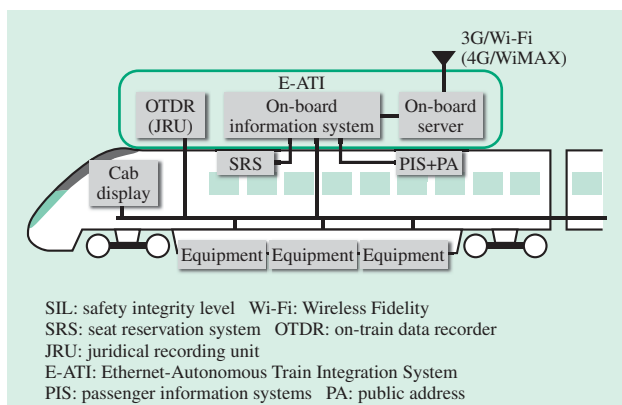 3G/Wi-Fi
(4G/WiMAX)
E-ATI
OTDR
(JRU)
On-board
information system
On-board
server
SRS
PIS+PA
Cab
display
Equipment
Equipment
Equipment
SIL: safety integrity level Wi-Fi: Wireless Fidelity
SRS: seat reservation system OTDR: on-train data recorder
JRU: juridical recording unit
E-ATI: Ethernet-Autonomous Train Integration System
PIS: passenger information systems PA: public address